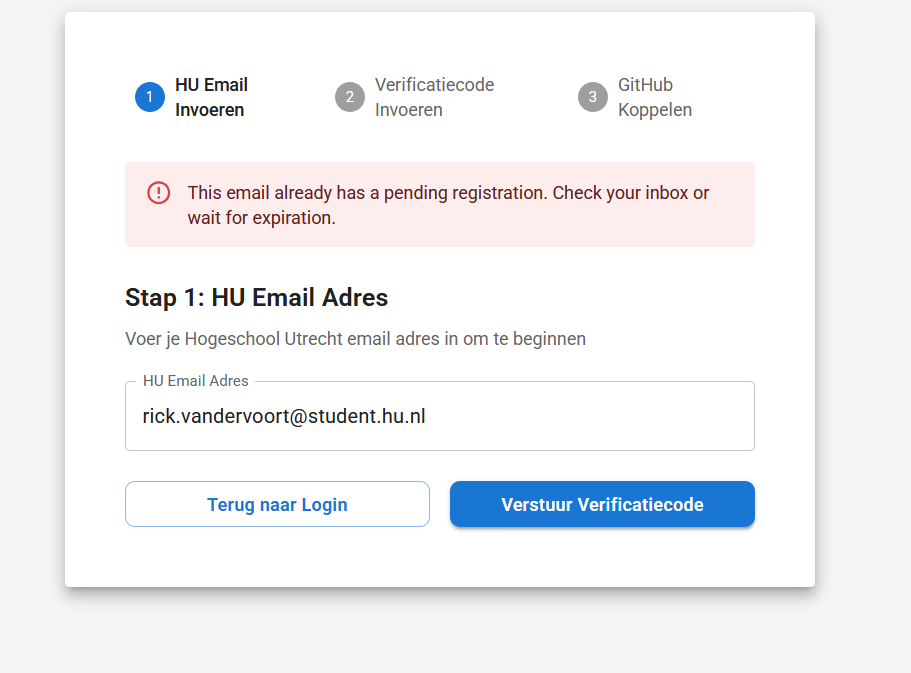 1
HU Email
Invoeren
2
Verificatiecode
Invoeren
3
GitHub
Koppelen
This email already has a pending registration. Check your inbox or
wait for expiration.
Stap 1: HU Email Adres
Voer je Hogeschool Utrecht email adres in om te beginnen
HU Email Adres
rick.vandervoort@student.hu.nl
Terug naar Login
Verstuur Verificatiecode